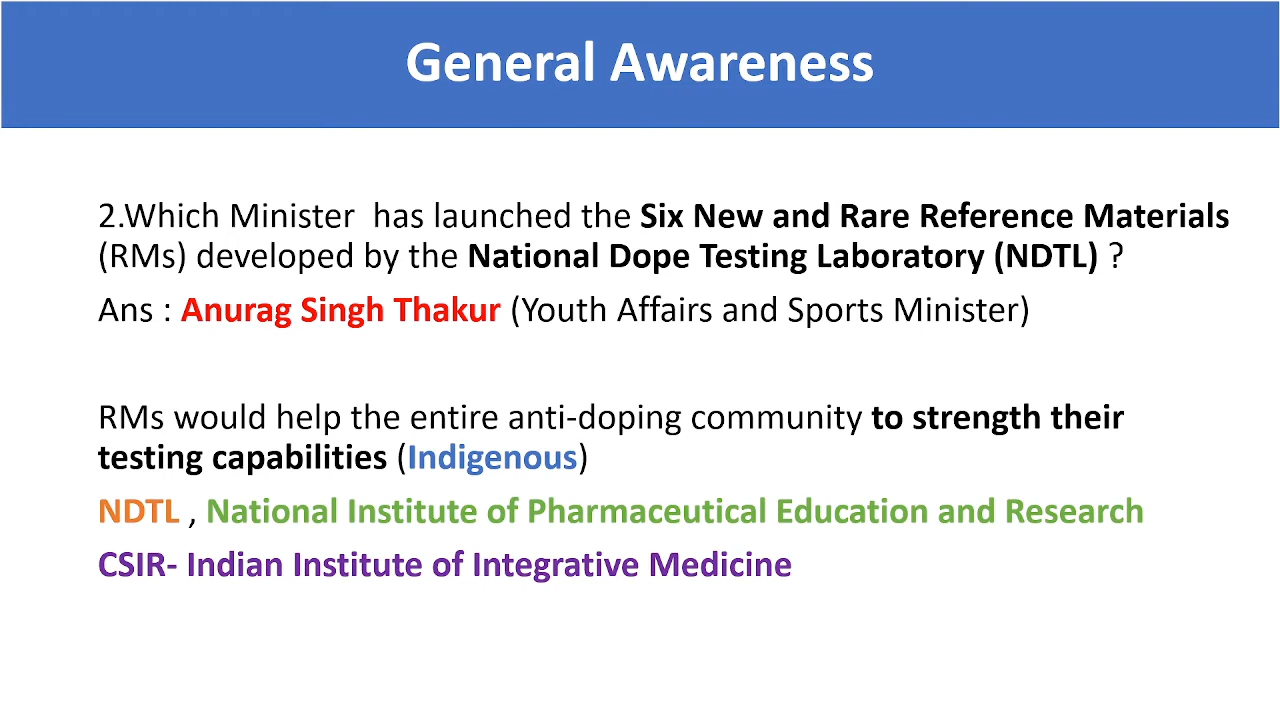 General Awareness
2.Which Minister has launched the Six New and Rare Reference Materials
(RMs) developed by the National Dope Testing Laboratory (NDTL) ?
Ans : Anurag Singh Thakur (Youth Affairs and Sports Minister)
RMs would help the entire anti-doping community to strength their
testing capabilities (Indigenous)
NDTL , National Institute of Pharmaceutical Education and Research
CSIR- Indian Institute of Integrative Medicine